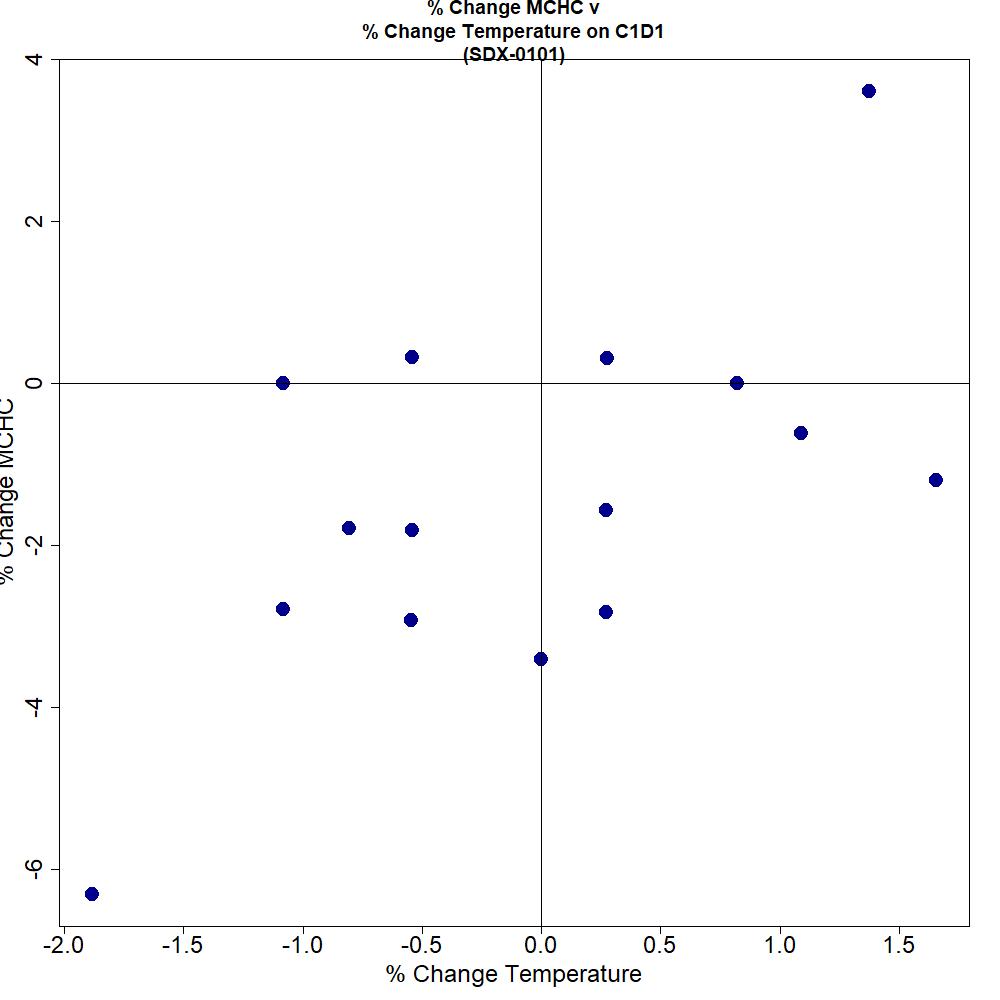 % Change MCHC v
% Change Temperature on C1D1
(SDX-0101)
4
2
0
-2
-4
-6
% Change MCHC
-2.0 -1.5 -1.0 -0.5 0.0 0.5 1.0 1.5
% Change Temperature